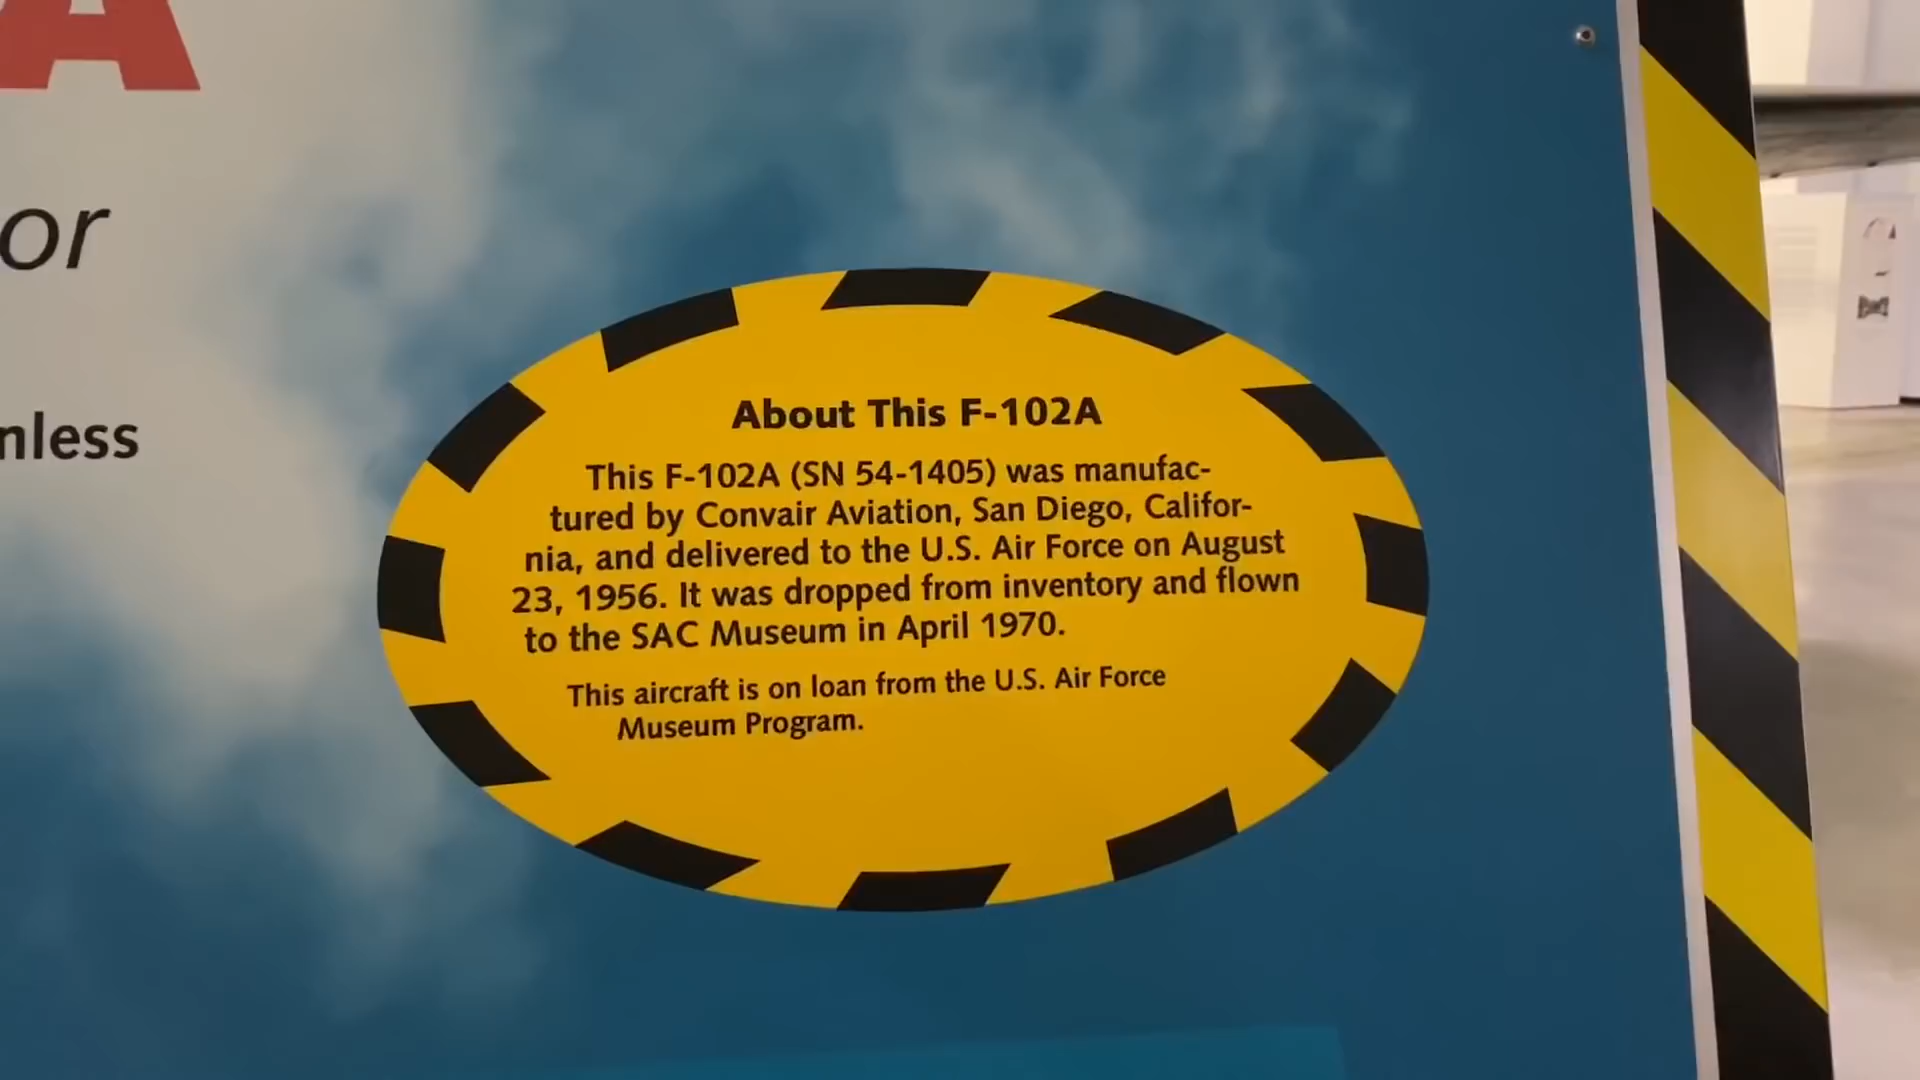 A
or
nless
About This F-102A
This F-102A (SN 54-1405) was manufac-
tured by Convair Aviation, San Diego, Califor-
nia, and delivered to the U.S. Air Force on August
23, 1956. It was dropped from inventory and flown
to the SAC Museum in April 1970.
This aircraft is on loan from the U.S. Air Force
Museum Program.